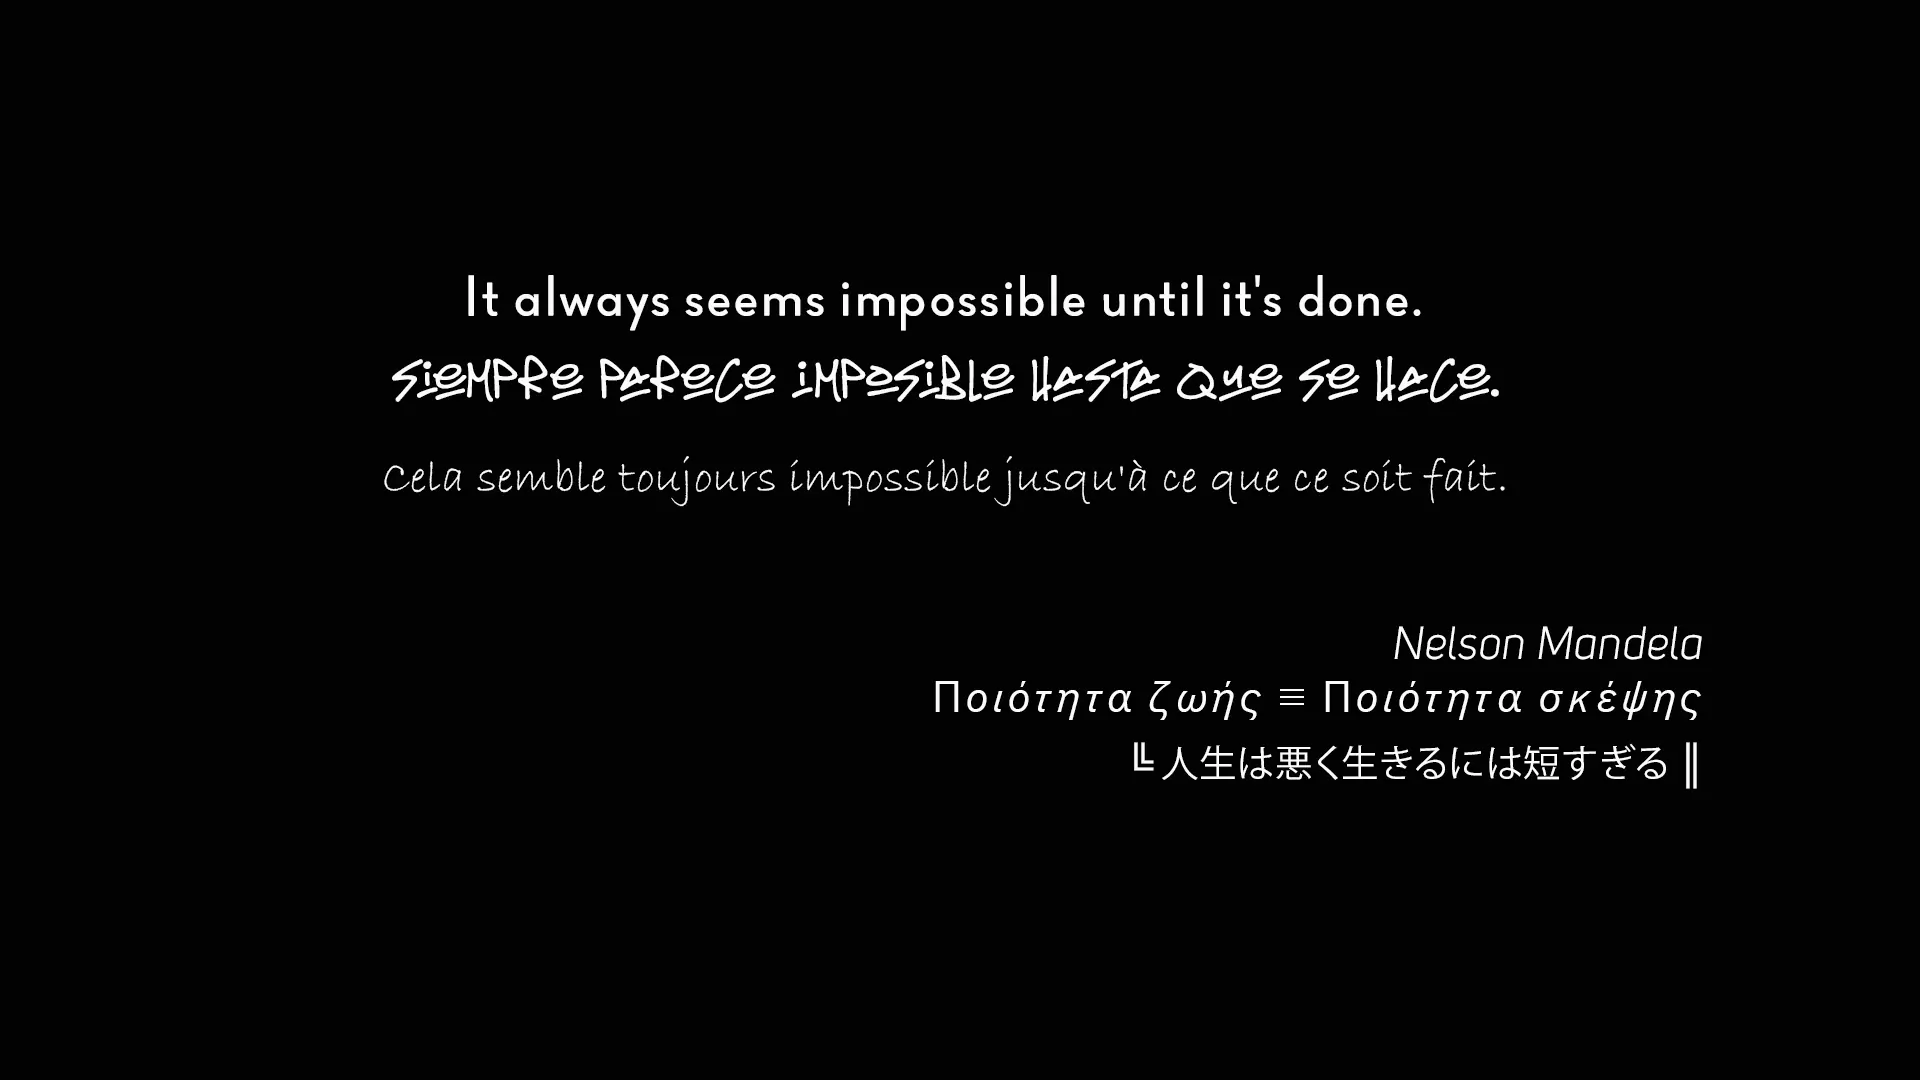 It always seems impossible until it's done.
Siempre parece imposible hasta que se hace.
Cela semble toujours impossible jusqu'à ce que ce soit fait.
Nelson Mandela
Ποιότητα ζωής ≡ Ποιότητα σκέψης
╚ 人生は悪く生きるには短すぎる ║